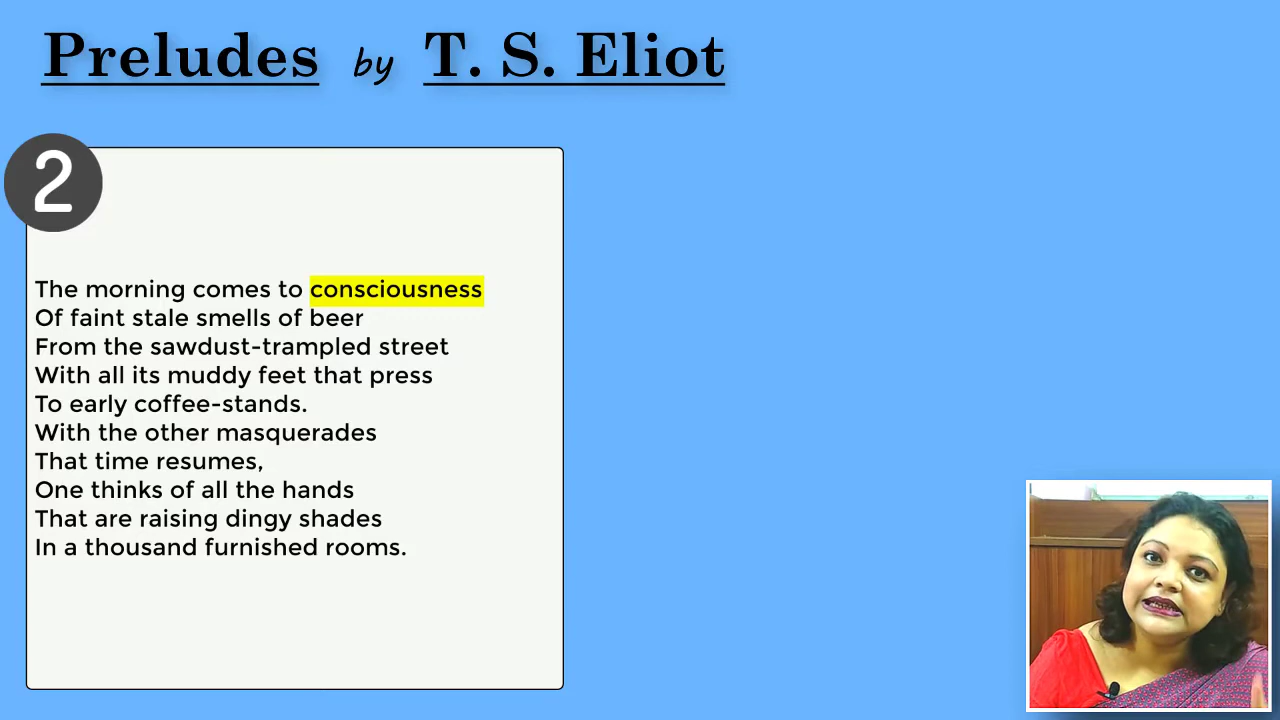 Preludes by T. S. Eliot
2
The morning comes to consciousness
Of faint stale smells of beer
From the sawdust-trampled street
With all its muddy feet that press
To early coffee-stands.
With the other masquerades
That time resumes,
One thinks of all the hands
That are raising dingy shades
In a thousand furnished rooms.